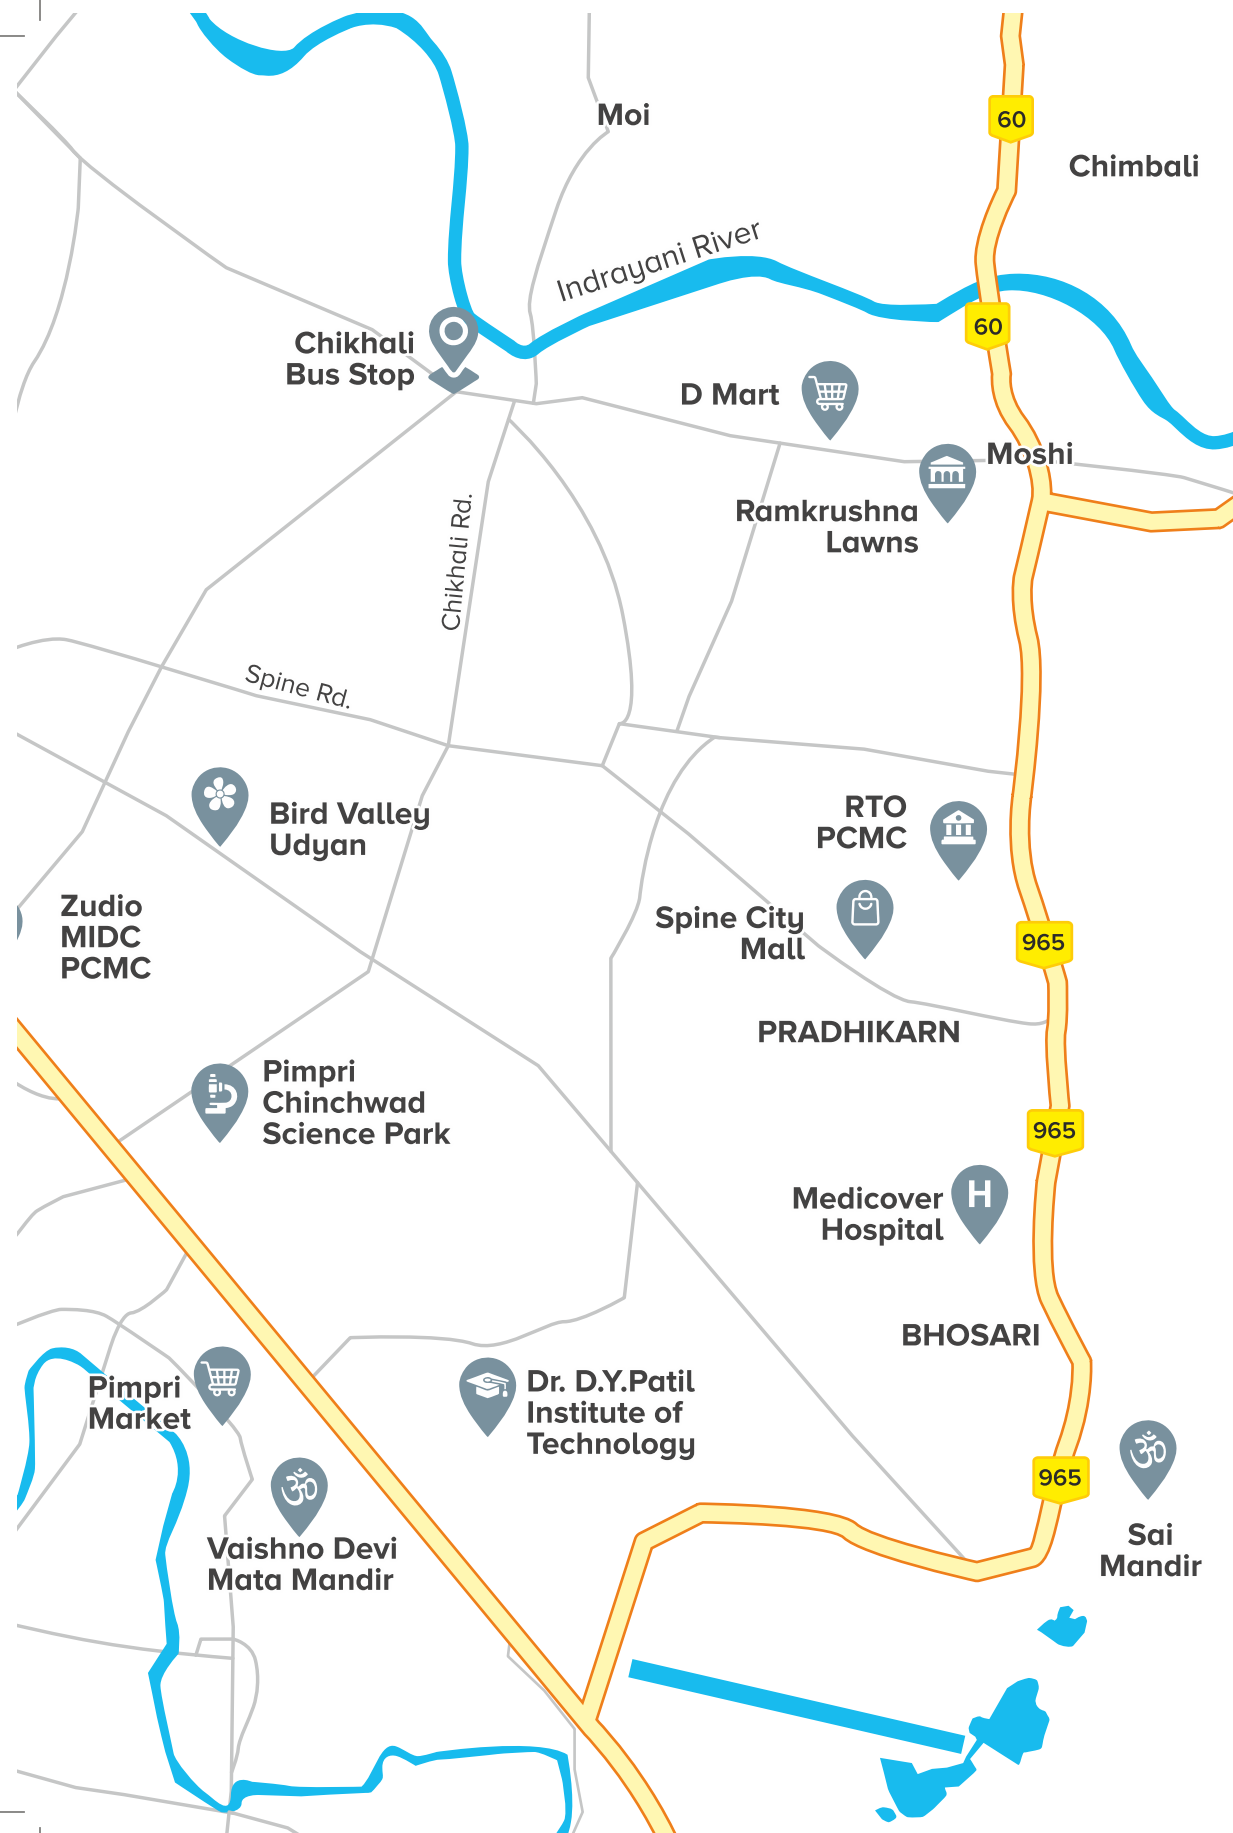 Moi
60
Chimbali
Indrayani River
60
Chikhali
Bus Stop
D Mart
Moshi
Ramkrushna
Lawns
Chikhali Rd.
Spine Rd.
Bird Valley
Udyan
RTO
PCMC
Zudio
MIDC
PCMC
Spine City
Mall
965
PRADHIKARN
Pimpri
Chinchwad
Science Park
965
Medicover
Hospital
H
BHOSARI
Pimpri
Market
Dr. D.Y.Patil
Institute of
Technology
ॐ
965
ॐ
Vaishno Devi
Mata Mandir
Sai
Mandir